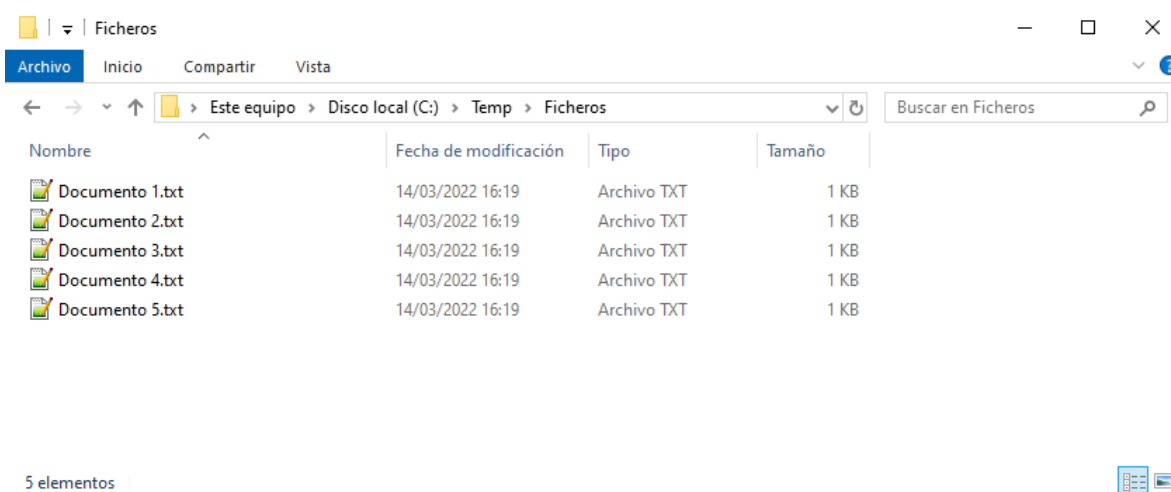 Ficheros
Archivo Inicio Compartir Vista
Este equipo > Disco local (C:) > Temp > Ficheros Buscar en Ficheros
Nombre Fecha de modificación Tipo Tamaño
Documento 1.txt 14/03/2022 16:19 Archivo TXT 1 KB
Documento 2.txt 14/03/2022 16:19 Archivo TXT 1 KB
Documento 3.txt 14/03/2022 16:19 Archivo TXT 1 KB
Documento 4.txt 14/03/2022 16:19 Archivo TXT 1 KB
Documento 5.txt 14/03/2022 16:19 Archivo TXT 1 KB
5 elementos